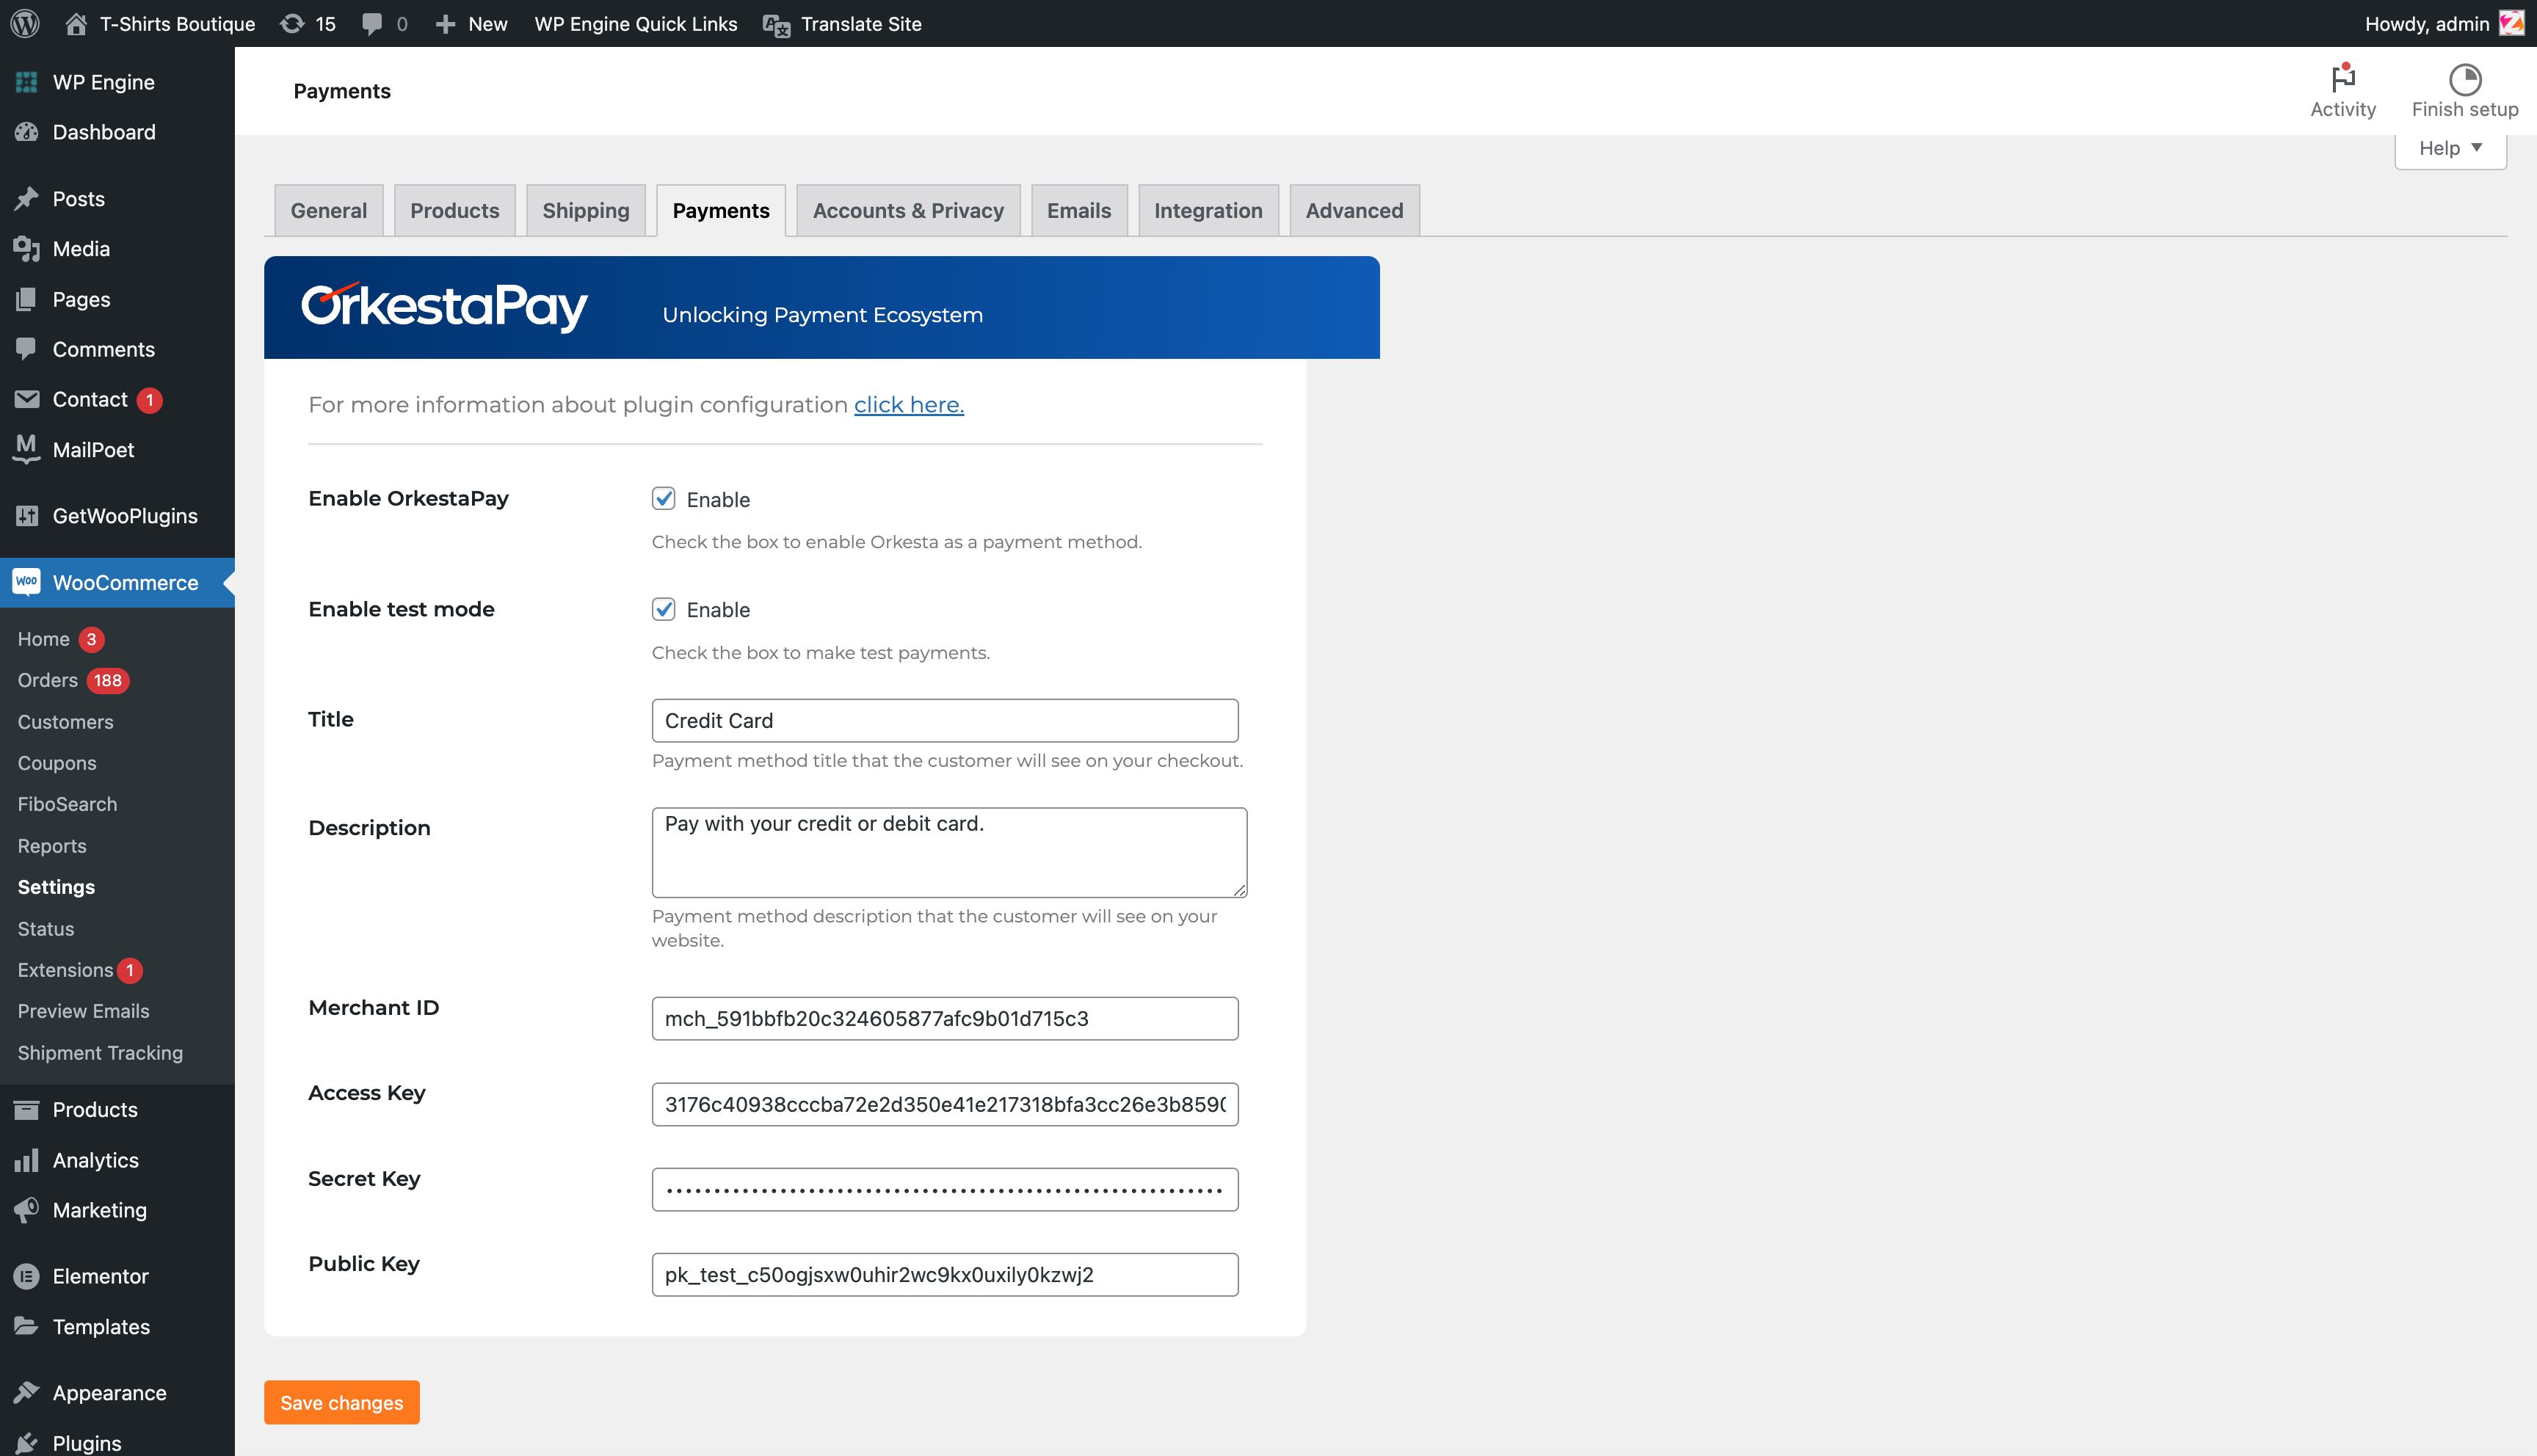 T-Shirts Boutique 15 0 New WP Engine Quick Links Translate Site Howdy, admin
WP Engine
Dashboard
Posts
Media
Pages
Comments
Contact 1
MailPoet
GetWooPlugins
WooCommerce
Home 3
Orders 188
Customers
Coupons
FiboSearch
Reports
Settings
Status
Extensions 1
Preview Emails
Shipment Tracking
Products
Analytics
Marketing
Elementor
Templates
Appearance
Plugins
Payments
Activity
Finish setup
Help
General Products Shipping Payments Accounts & Privacy Emails Integration Advanced
OrkestaPay Unlocking Payment Ecosystem
For more information about plugin configuration click here.
Enable OrkestaPay Enable
Check the box to enable Orkesta as a payment method.
Enable test mode Enable
Check the box to make test payments.
Title Credit Card
Payment method title that the customer will see on your checkout.
Description Pay with your credit or debit card.
Payment method description that the customer will see on your
website.
Merchant ID mch_591bbfb20c324605877afc9b01d715c3
Access Key 3176c40938cccba72e2d350e41e217318bfa3cc26e3b859
Secret Key
Public Key pk_test_c50ogjsxw0uhir2wc9kx0uxily0kzwj2
Save changes